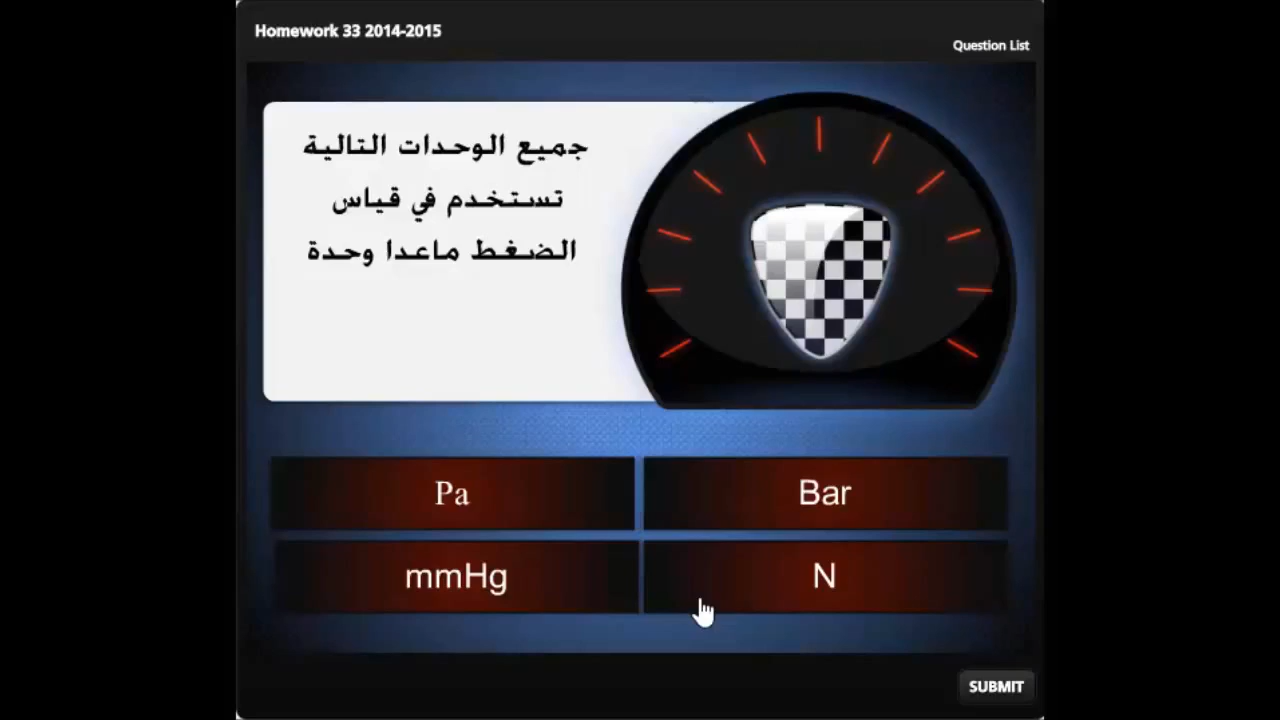 Homework 33 2014-2015
Question List
جميع الوحدات التالية
تستخدم في قياس
الضغط ماعدا وحدة
Pa
Bar
mmHg
N
SUBMIT